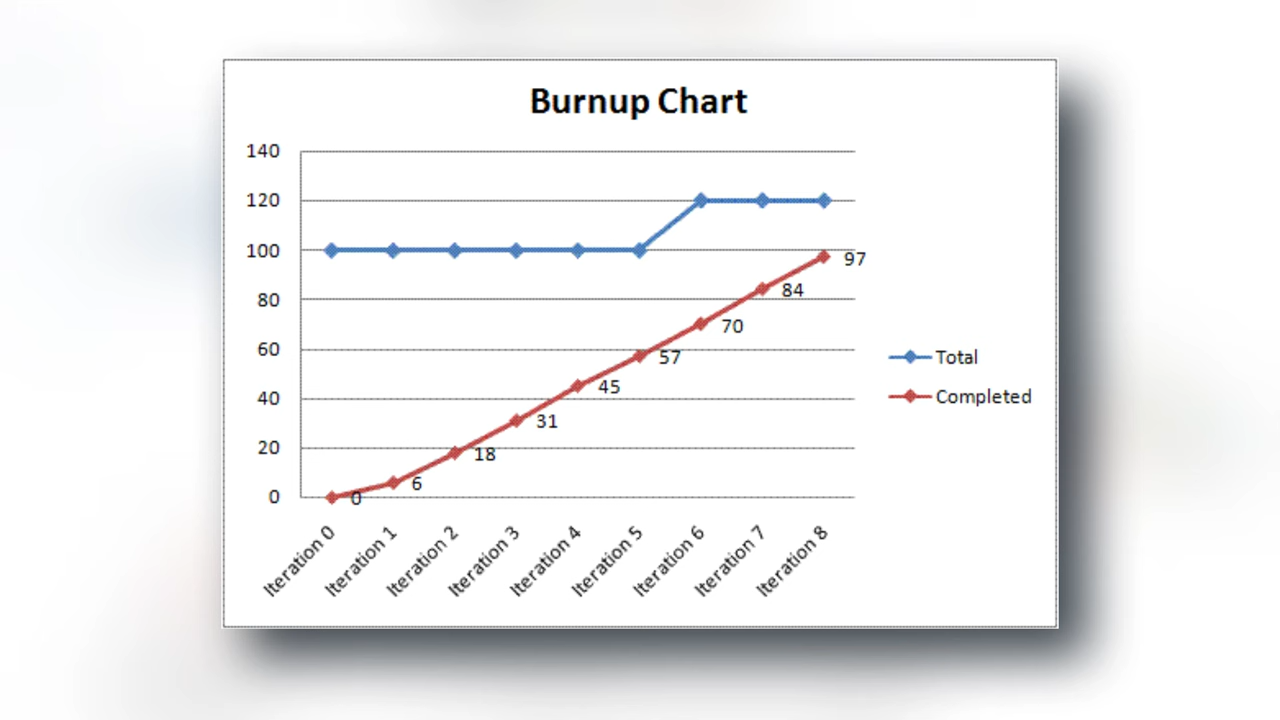 Burnup Chart
140
120
100
80
60
40
20
0
0
6
18
31
45
57
70
84
97
Iteration 0
Iteration 1
Iteration 2
Iteration 3
Iteration 4
Iteration 5
Iteration 6
Iteration 7
Iteration 8
Total
Completed